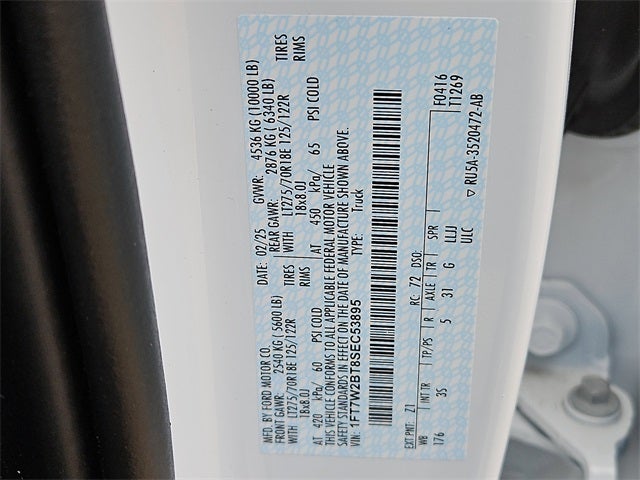 MFD. BY FORD MOTOR CO. DATE: 02/25 GVWR: 4536 KG (10000 LB)
FRONT GAWR: 2540 KG ( 5600 LB) REAR GAWR: 2876 KG ( 6340 LB)
WITH LT275/70R18E 125/122R TIRES WITH LT275/70R18E 125/122R TIRES
18x8.0J RIMS 18x8.0J RIMS
AT 420 kPa/ 60 PSI COLD AT 450 kPa/ 65 PSI COLD
THIS VEHICLE CONFORMS TO ALL APPLICABLE FEDERAL MOTOR VEHICLE
SAFETY STANDARDS IN EFFECT ON THE DATE OF MANUFACTURE SHOWN ABOVE.
VIN: 1FT7W2BT8SEC53895 TYPE: Truck
F0416
T1269
EXT PNT: Z1 RC: 72 DSO:
WB INT TR TP/PS R AXLE TR SPR
176 3S 5 31 G LLJJ
ULC
▽ RU5A-3520472-AB